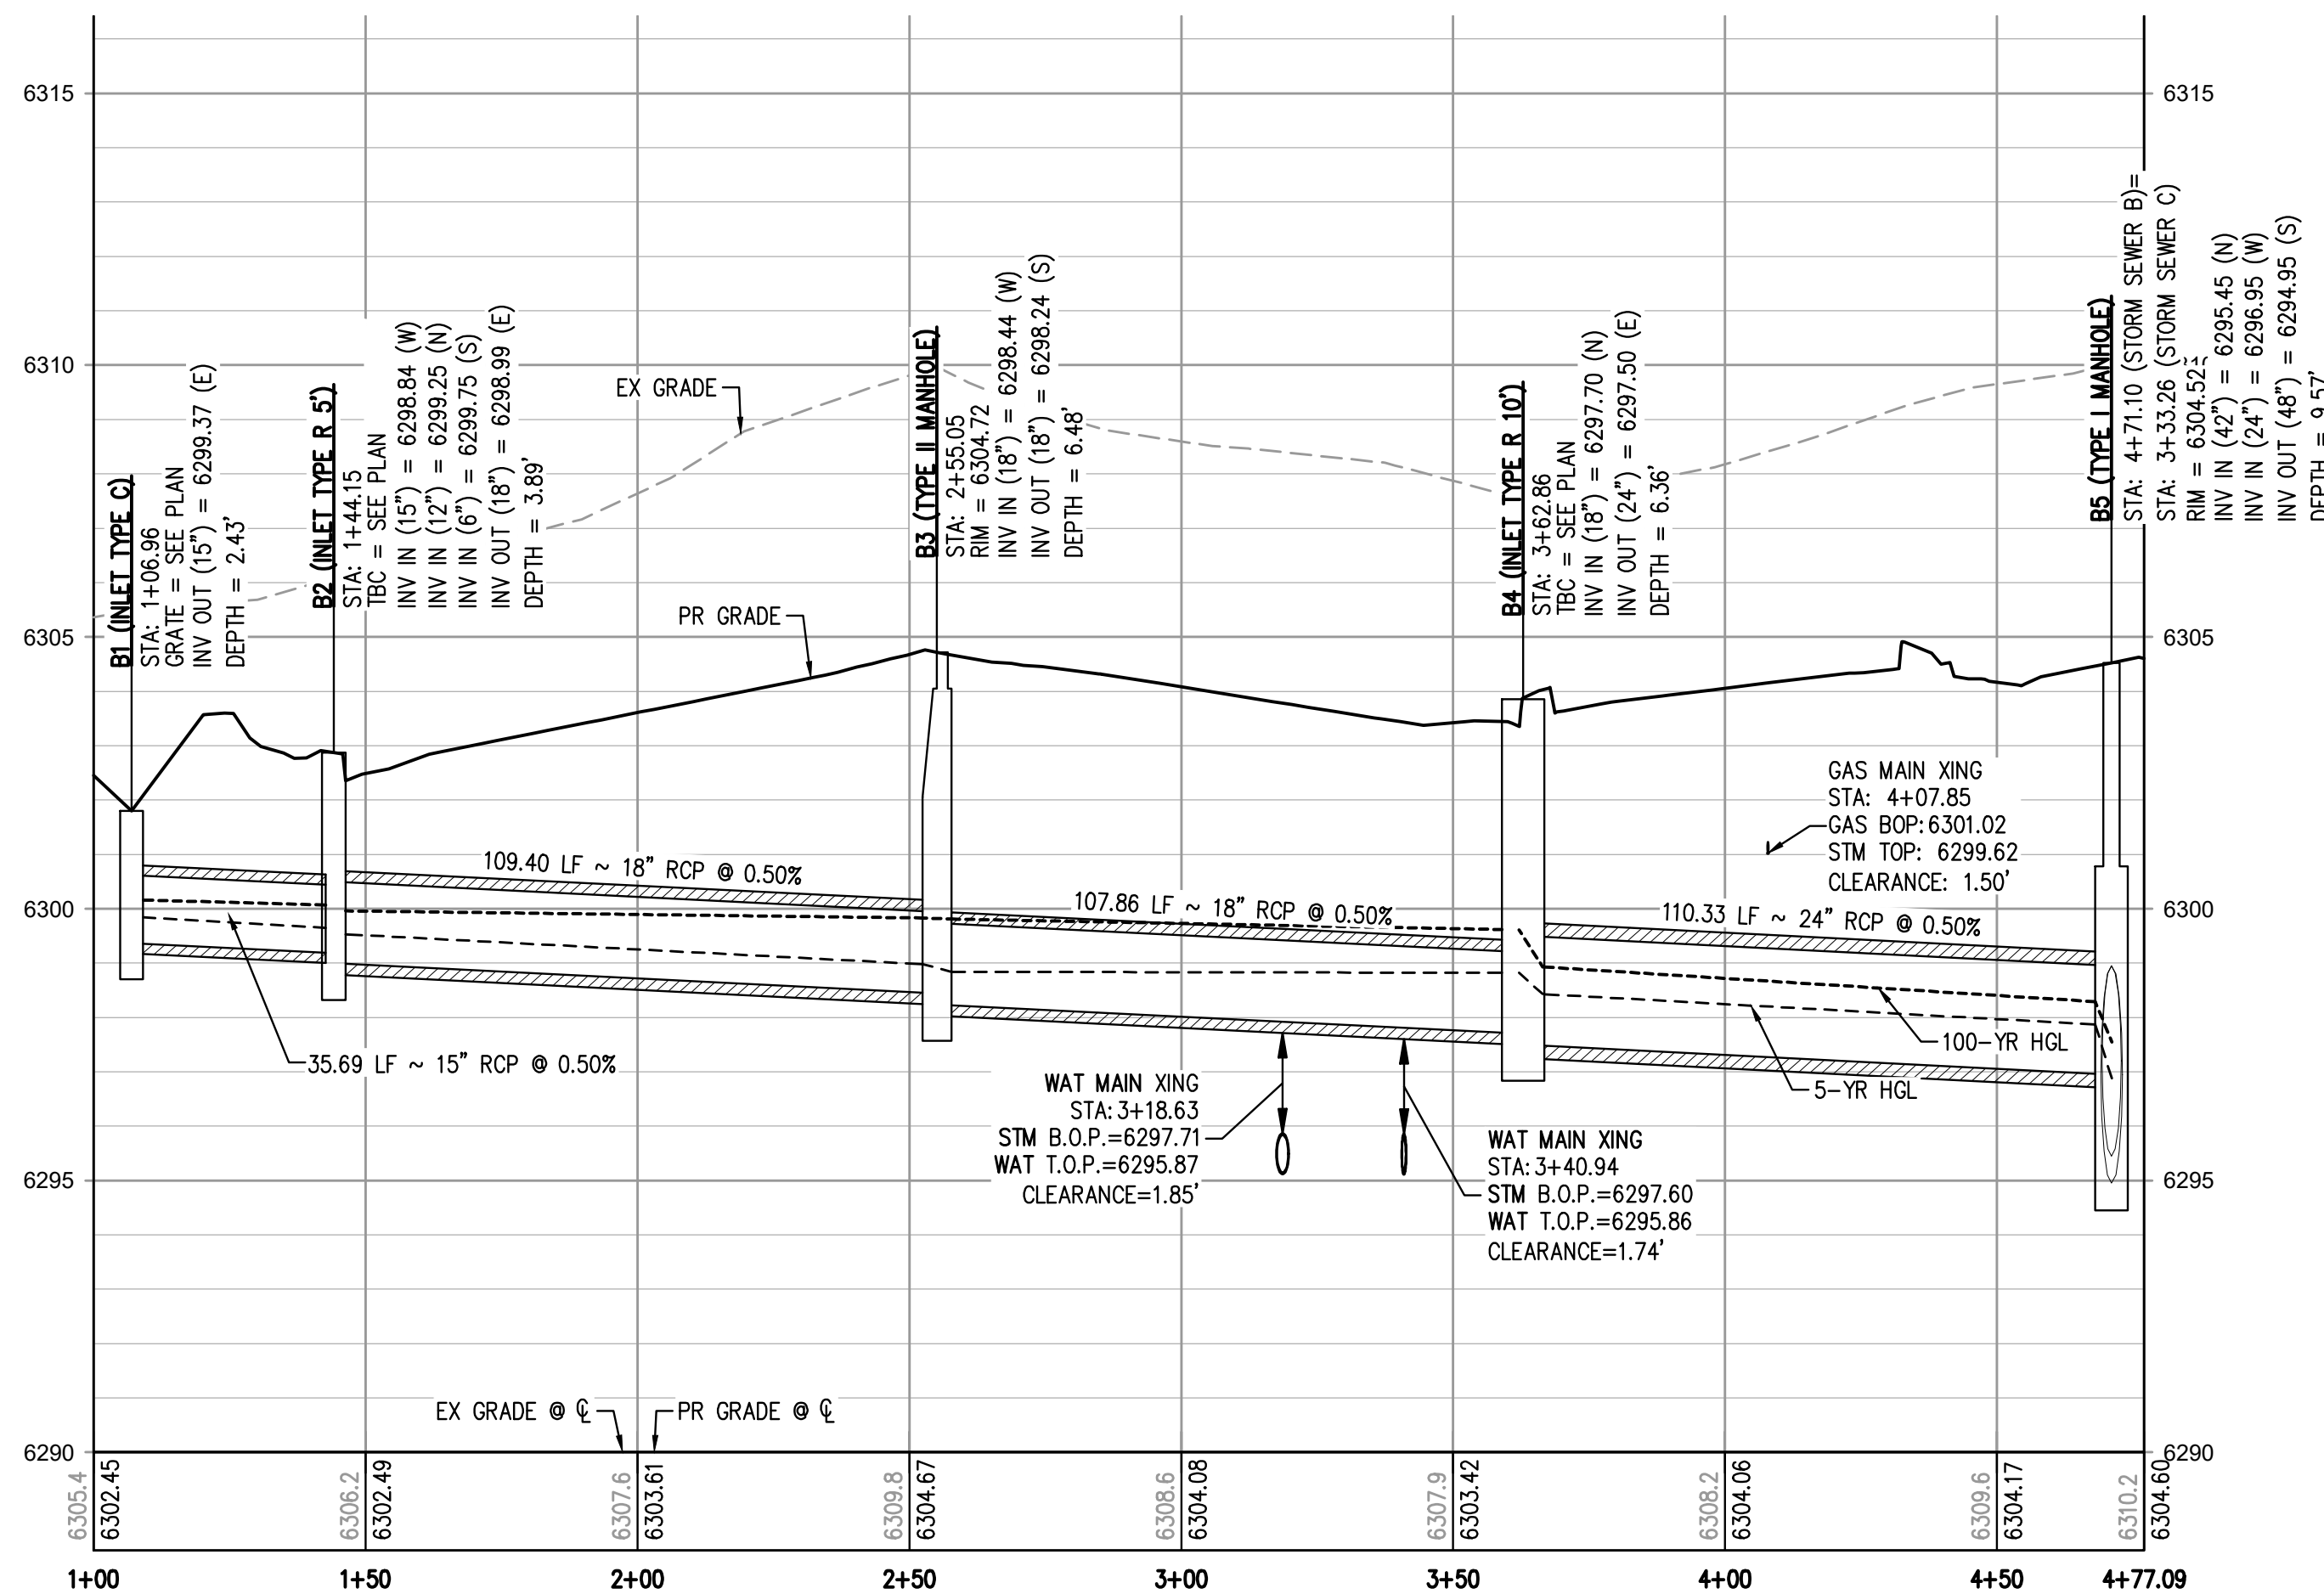 6315
6315
6310
6310
6305
6305
6300
6300
6295
6295
6290
6290
B1 (INLET TYPE C)
STA: 1+06.96
GRATE = SEE PLAN
INV OUT (15") = 6299.37 (E)
DEPTH = 2.43'
B2 (INLET TYPE R 5')
STA: 1+44.15
TBC = SEE PLAN
INV IN (15") = 6298.84 (W)
INV IN (12") = 6299.25 (N)
INV IN (6") = 6299.75 (S)
INV OUT (18") = 6298.99 (E)
DEPTH = 3.89'
B3 (TYPE II MANHOLE)
STA: 2+55.05
RIM = 6304.72
INV IN (18") = 6298.44 (W)
INV OUT (18") = 6298.24 (S)
DEPTH = 6.48'
B4 (INLET TYPE R 10')
STA: 3+62.86
TBC = SEE PLAN
INV IN (18") = 6297.70 (N)
INV OUT (24") = 6297.50 (E)
DEPTH = 6.36'
B5 (TYPE I MANHOLE)
STA: 4+71.10 (STORM SEWER B)=
STA: 3+33.26 (STORM SEWER C)
RIM = 6304.52
INV IN (42") = 6295.45 (N)
INV IN (24") = 6296.95 (W)
INV OUT (48") = 6294.95 (S)
DEPTH = 9.57'
EX GRADE
PR GRADE
109.40 LF ~ 18" RCP @ 0.50%
107.86 LF ~ 18" RCP @ 0.50%
110.33 LF ~ 24" RCP @ 0.50%
35.69 LF ~ 15" RCP @ 0.50%
GAS MAIN XING
STA: 4+07.85
GAS BOP: 6301.02
STM TOP: 6299.62
CLEARANCE: 1.50'
100-YR HGL
5-YR HGL
WAT MAIN XING
STA: 3+18.63
STM B.O.P.=6297.71
WAT T.O.P.=6295.87
CLEARANCE=1.85'
WAT MAIN XING
STA: 3+40.94
STM B.O.P.=6297.60
WAT T.O.P.=6295.86
CLEARANCE=1.74'
EX GRADE @ ℄
PR GRADE @ ℄
6305.4
6302.45
6306.2
6302.49
6307.6
6303.61
6309.8
6304.67
6308.6
6304.08
6307.9
6303.42
6308.2
6304.06
6309.6
6304.17
6310.2
6304.60
1+00
1+50
2+00
2+50
3+00
3+50
4+00
4+50
4+77.09